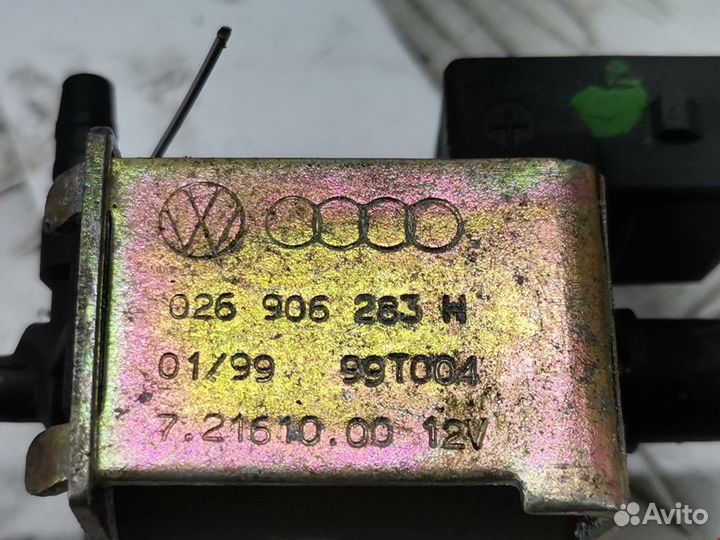 026 906 283 H
01/99 99T004
7.21610.00 12V
Avito